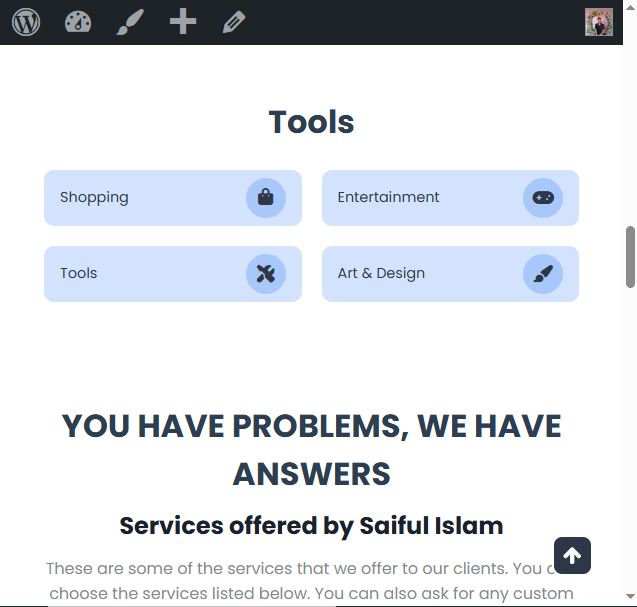 Tools
Shopping
Entertainment
Tools
Art & Design
YOU HAVE PROBLEMS, WE HAVE
ANSWERS
Services offered by Saiful Islam
These are some of the services that we offer to our clients. You
choose the services listed below. You can also ask for any custom